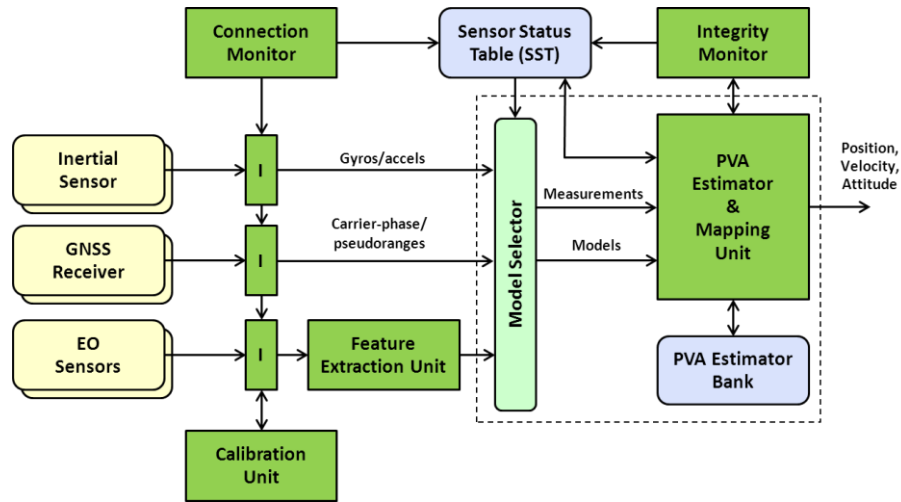 Connection
Monitor
Sensor Status
Table (SST)
Integrity
Monitor
Inertial
Sensor
I
Gyros/accels
GNSS
Receiver
I
Carrier-phase/
pseudoranges
EO
Sensors
I
Feature
Extraction Unit
Model Selector
Measurements
Models
PVA
Estimator
&
Mapping
Unit
Position,
Velocity,
Attitude
PVA Estimator
Bank
Calibration
Unit